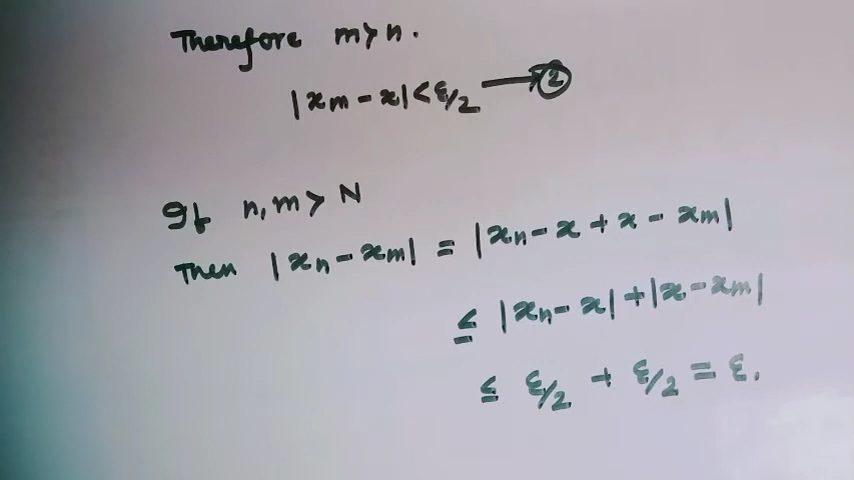 Therefore m>n.
|xm - x| < ε/2 → ②
If n,m > N
Then |xn - xm| = |xn - x + x - xm|
≤ |xn - x| + |x - xm|
≤ ε/2 + ε/2 = ε.